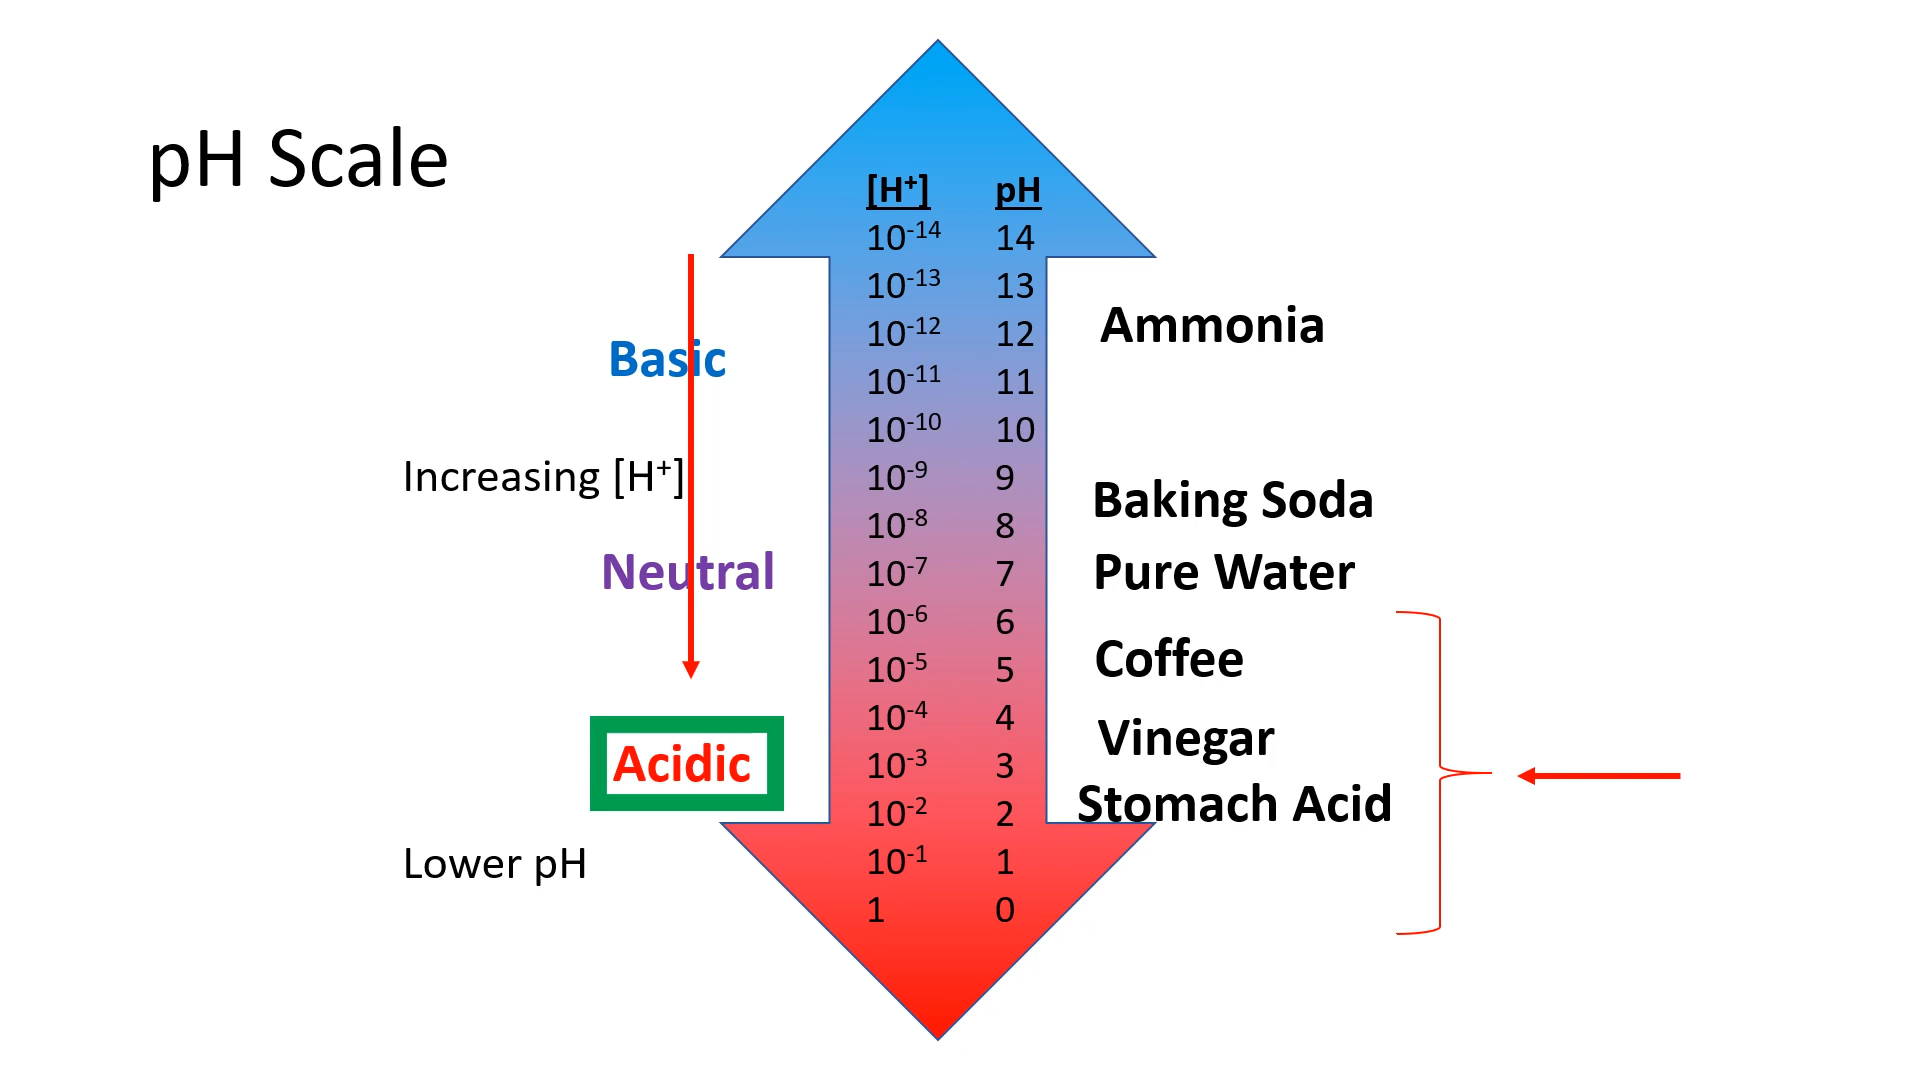 pH Scale
[H⁺] pH
10⁻¹⁴ 14
10⁻¹³ 13
Ammonia
10⁻¹² 12
Basic
10⁻¹¹ 11
10⁻¹⁰ 10
Increasing [H⁺]
10⁻⁹ 9
Baking Soda
10⁻⁸ 8
Neutral
10⁻⁷ 7
Pure Water
10⁻⁶ 6
Coffee
10⁻⁵ 5
10⁻⁴ 4
Vinegar
Acidic
10⁻³ 3
Stomach Acid
10⁻² 2
Lower pH
10⁻¹ 1
1 0